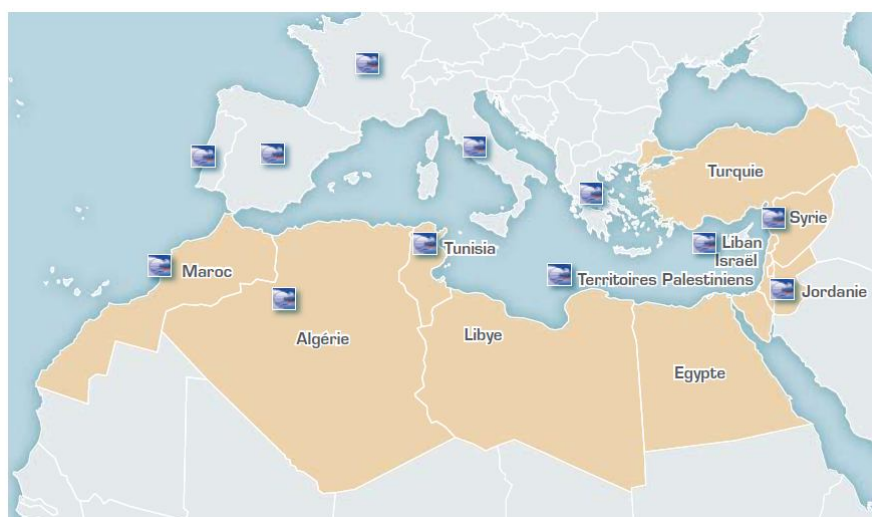 Turquie
Syrie
Liban
Israël
Tunisia
Maroc
Territoires Palestiniens
Jordanie
Algérie
Libye
Egypte